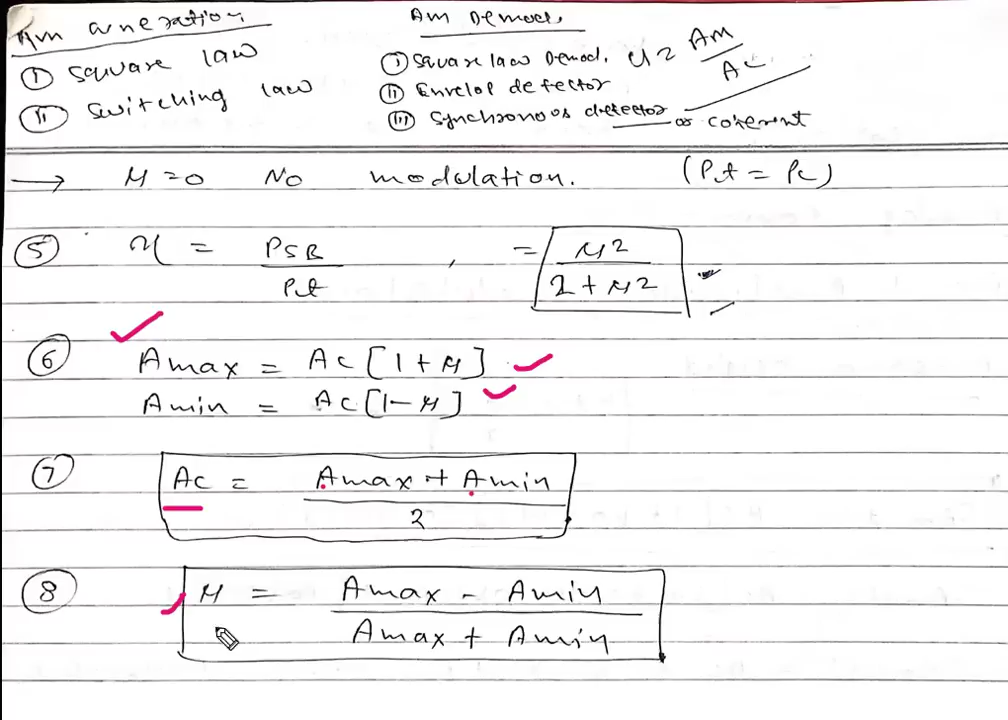 Am Generation
① Square law
② Switching law
Am Demod.
① Square law Demod.
② Envelop detector
③ Synchronous detector or coherent
μ = Am / Ac
→ μ = 0 No modulation. (Pt = Pc)
⑤ η = PSB / Pt , = μ2 / 2 + μ2
⑥ Amax = Ac [1 + μ]
Amin = Ac [1 - μ]
⑦ Ac = Amax + Amin / 2
⑧ μ = Amax - Amin / Amax + Amin